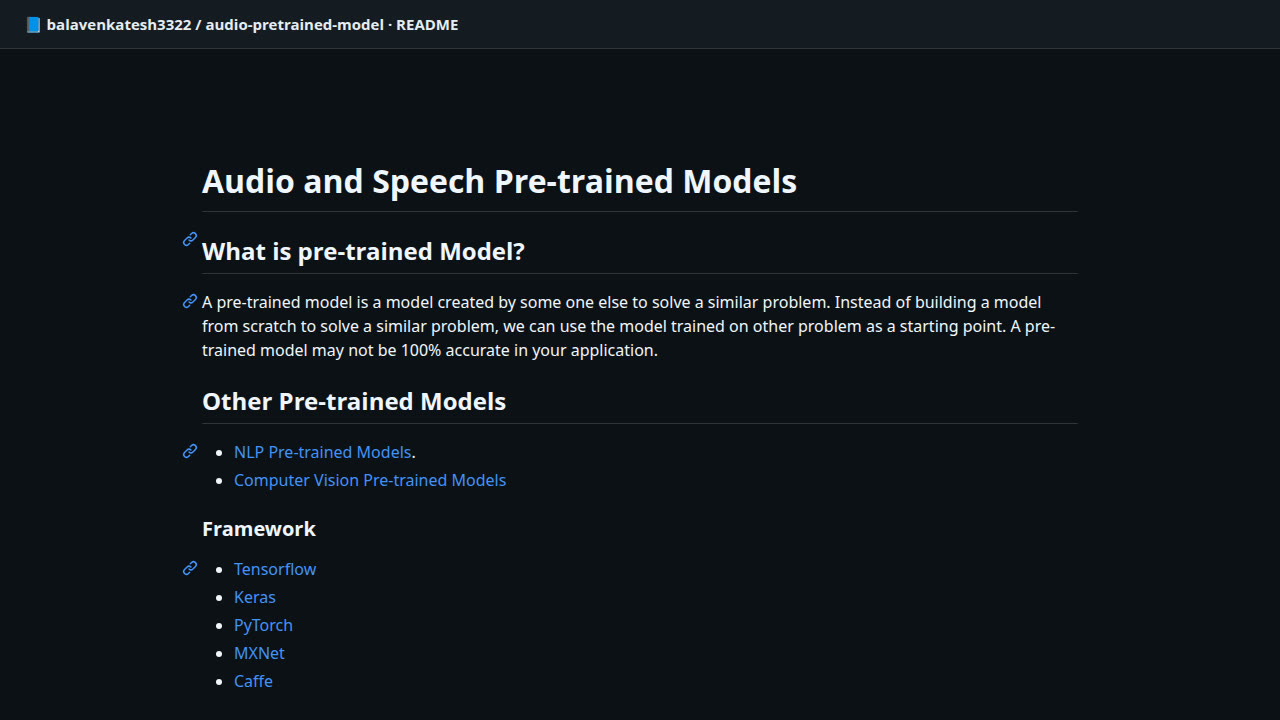 📘 balavenkatesh3322 / audio-pretrained-model · README
Audio and Speech Pre-trained Models
What is pre-trained Model?
A pre-trained model is a model created by some one else to solve a similar problem. Instead of building a model
from scratch to solve a similar problem, we can use the model trained on other problem as a starting point. A pre-
trained model may not be 100% accurate in your application.
Other Pre-trained Models
• NLP Pre-trained Models.
• Computer Vision Pre-trained Models
Framework
• Tensorflow
• Keras
• PyTorch
• MXNet
• Caffe